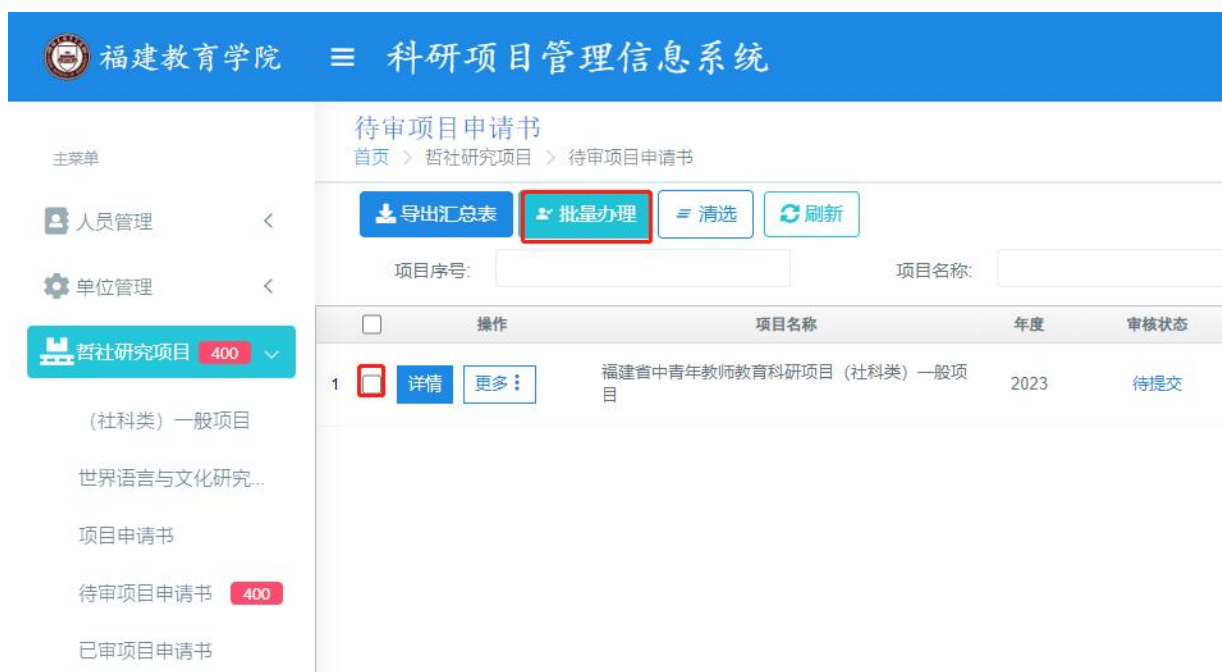 福建教育学院 科研项目管理信息系统
主菜单
人员管理
单位管理
哲社研究项目 400
(社科类)一般项目
世界语言与文化研究...
项目申请书
待审项目申请书 400
已审项目申请书
待审项目申请书
首页 > 哲社研究项目 > 待审项目申请书
导出汇总表 批量办理 清选 刷新
项目序号: 项目名称:
操作 项目名称 年度 审核状态
1 详情 更多 福建省中青年教师教育科研项目(社科类)一般项 2023 待提交
目